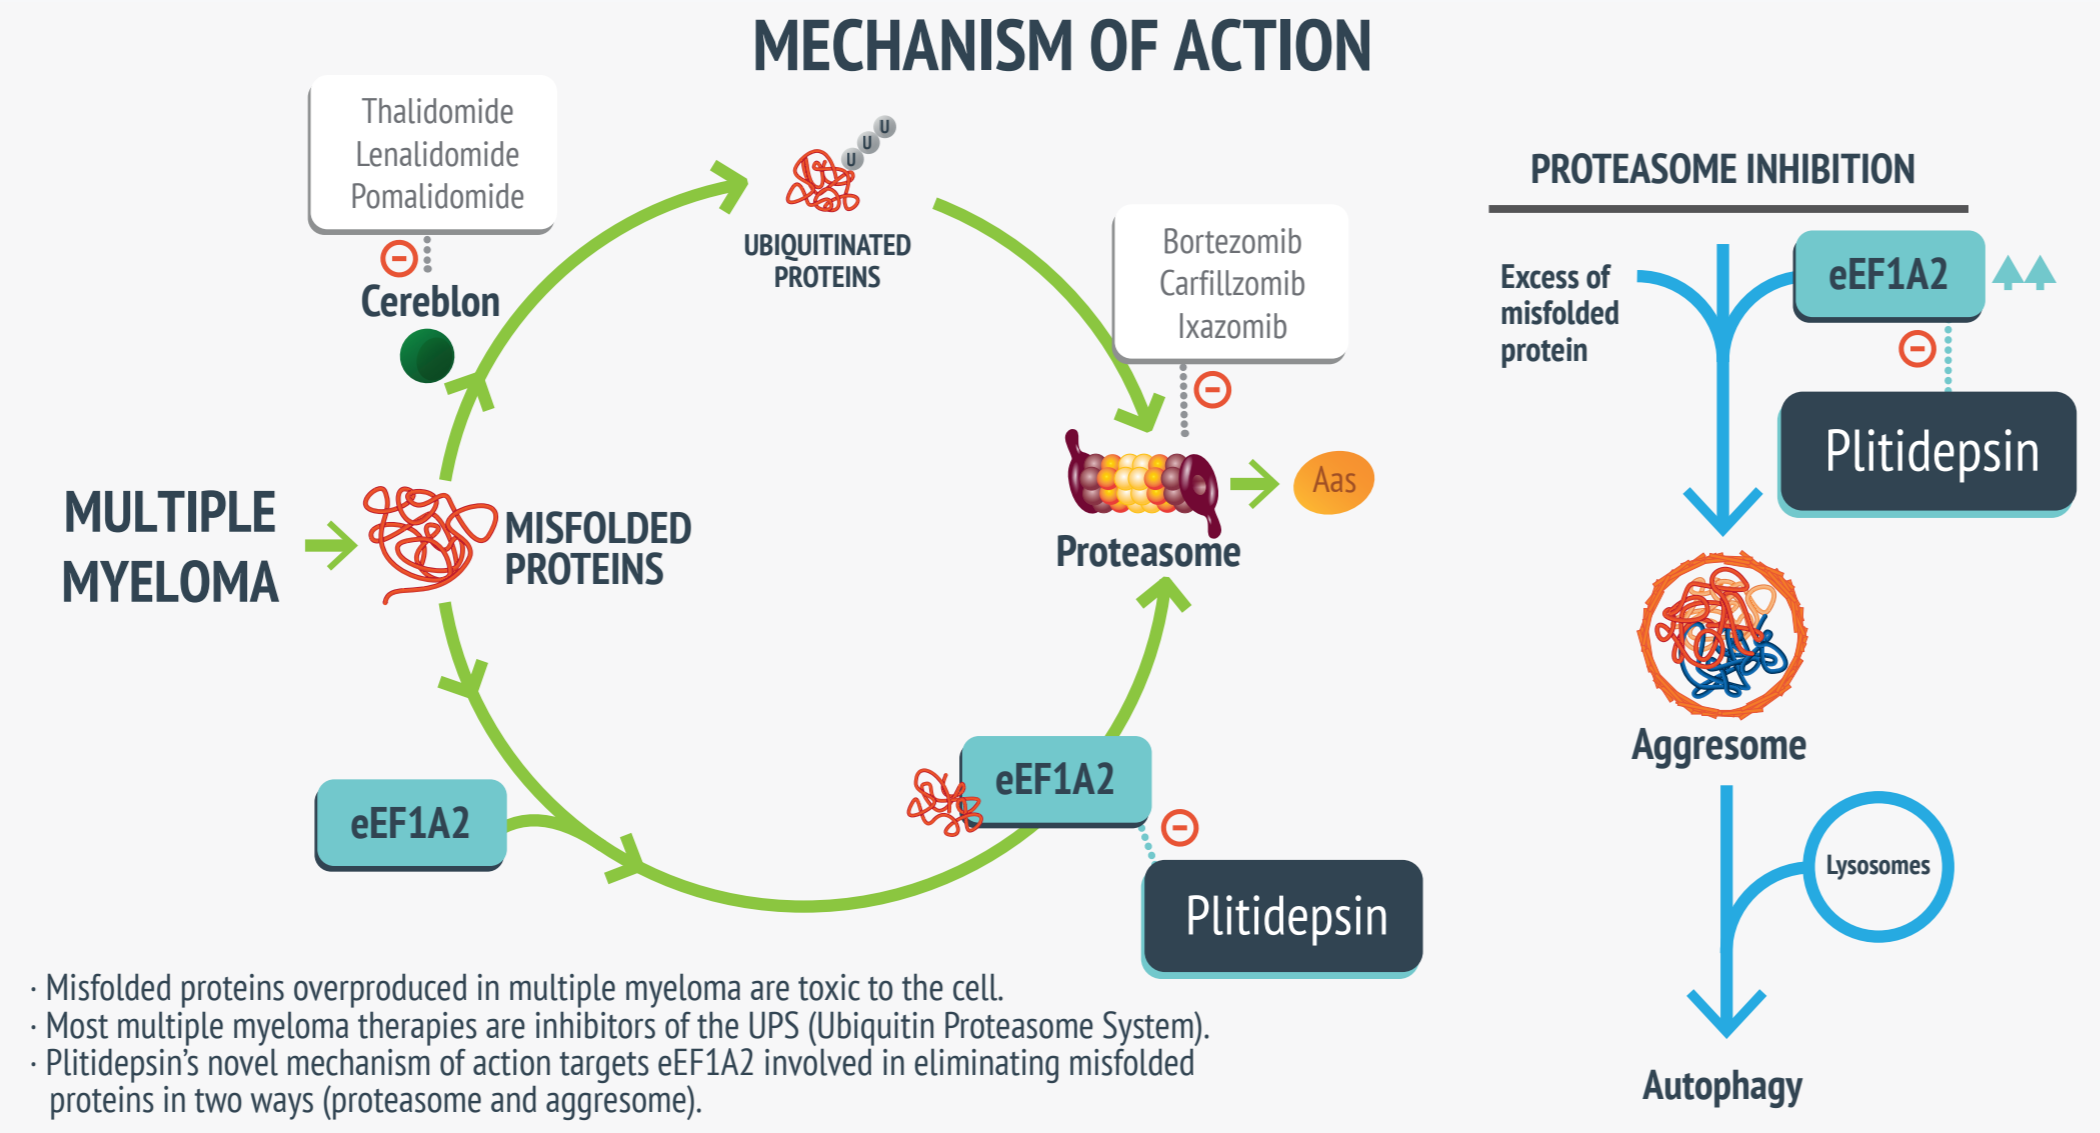 MECHANISM OF ACTION
Thalidomide
Lenalidomide
Pomalidomide
Cereblon
U
U
U
UBIQUITINATED
PROTEINS
Bortezomib
Carfillzomib
Ixazomib
MULTIPLE
MYELOMA
MISFOLDED
PROTEINS
Proteasome
Aas
eEF1A2
eEF1A2
Plitidepsin
· Misfolded proteins overproduced in multiple myeloma are toxic to the cell.
· Most multiple myeloma therapies are inhibitors of the UPS (Ubiquitin Proteasome System).
· Plitidepsin's novel mechanism of action targets eEF1A2 involved in eliminating misfolded
proteins in two ways (proteasome and aggresome).
PROTEASOME INHIBITION
Excess of
misfolded
protein
eEF1A2
Plitidepsin
Aggresome
Lysosomes
Autophagy